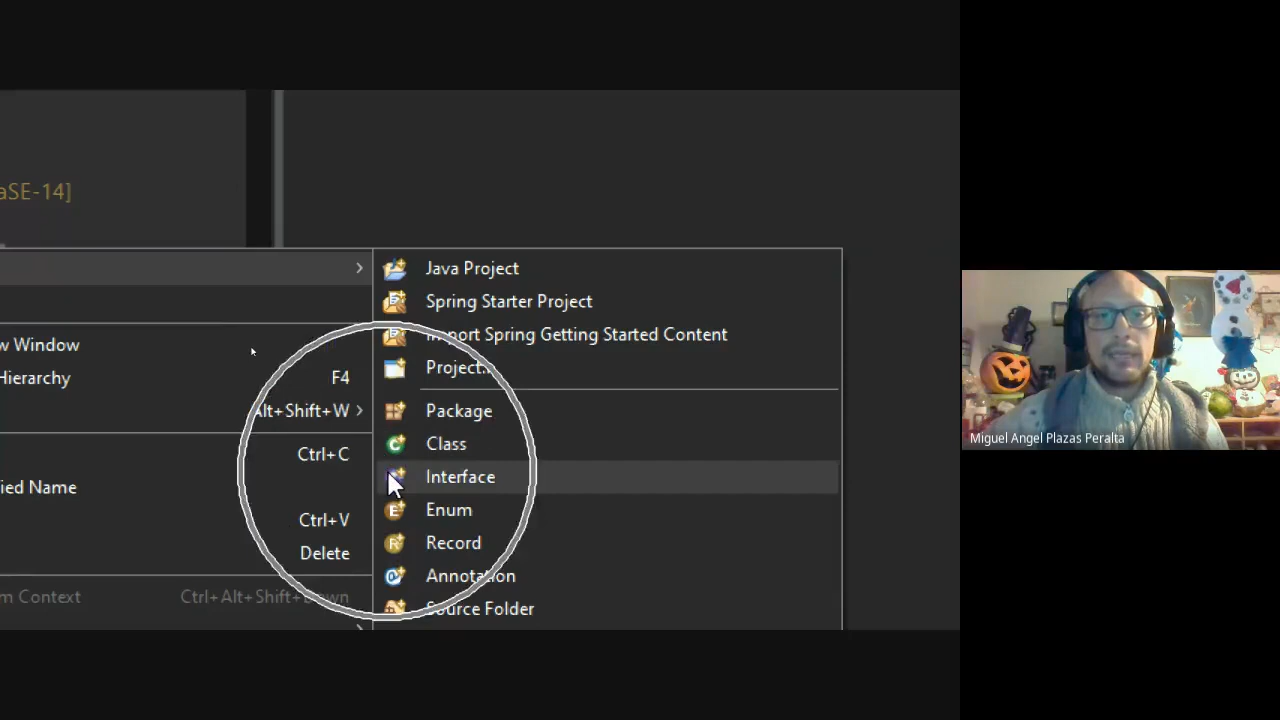 aSE-14]
Java Project
Spring Starter Project
Import Spring Getting Started Content
Project...
w Window
Hierarchy F4
Alt+Shift+W
Package
Ctrl+C
Class
ied Name
Interface
Ctrl+V
Enum
Delete
Record
Annotation
m Context Ctrl+Alt+Shift+Down
Source Folder
Miguel Angel Plazas Peralta